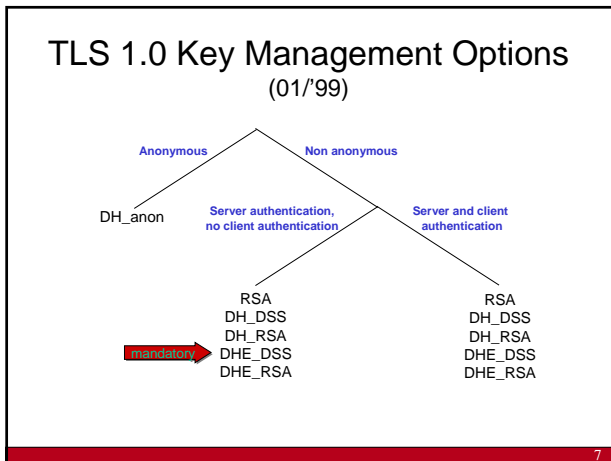 TLS 1.0 Key Management Options
(01/'99)
Anonymous
Non anonymous
DH_anon
Server authentication,
no client authentication
Server and client
authentication
RSA
DH_DSS
DH_RSA
DHE_DSS
DHE_RSA
mandatory
RSA
DH_DSS
DH_RSA
DHE_DSS
DHE_RSA
7